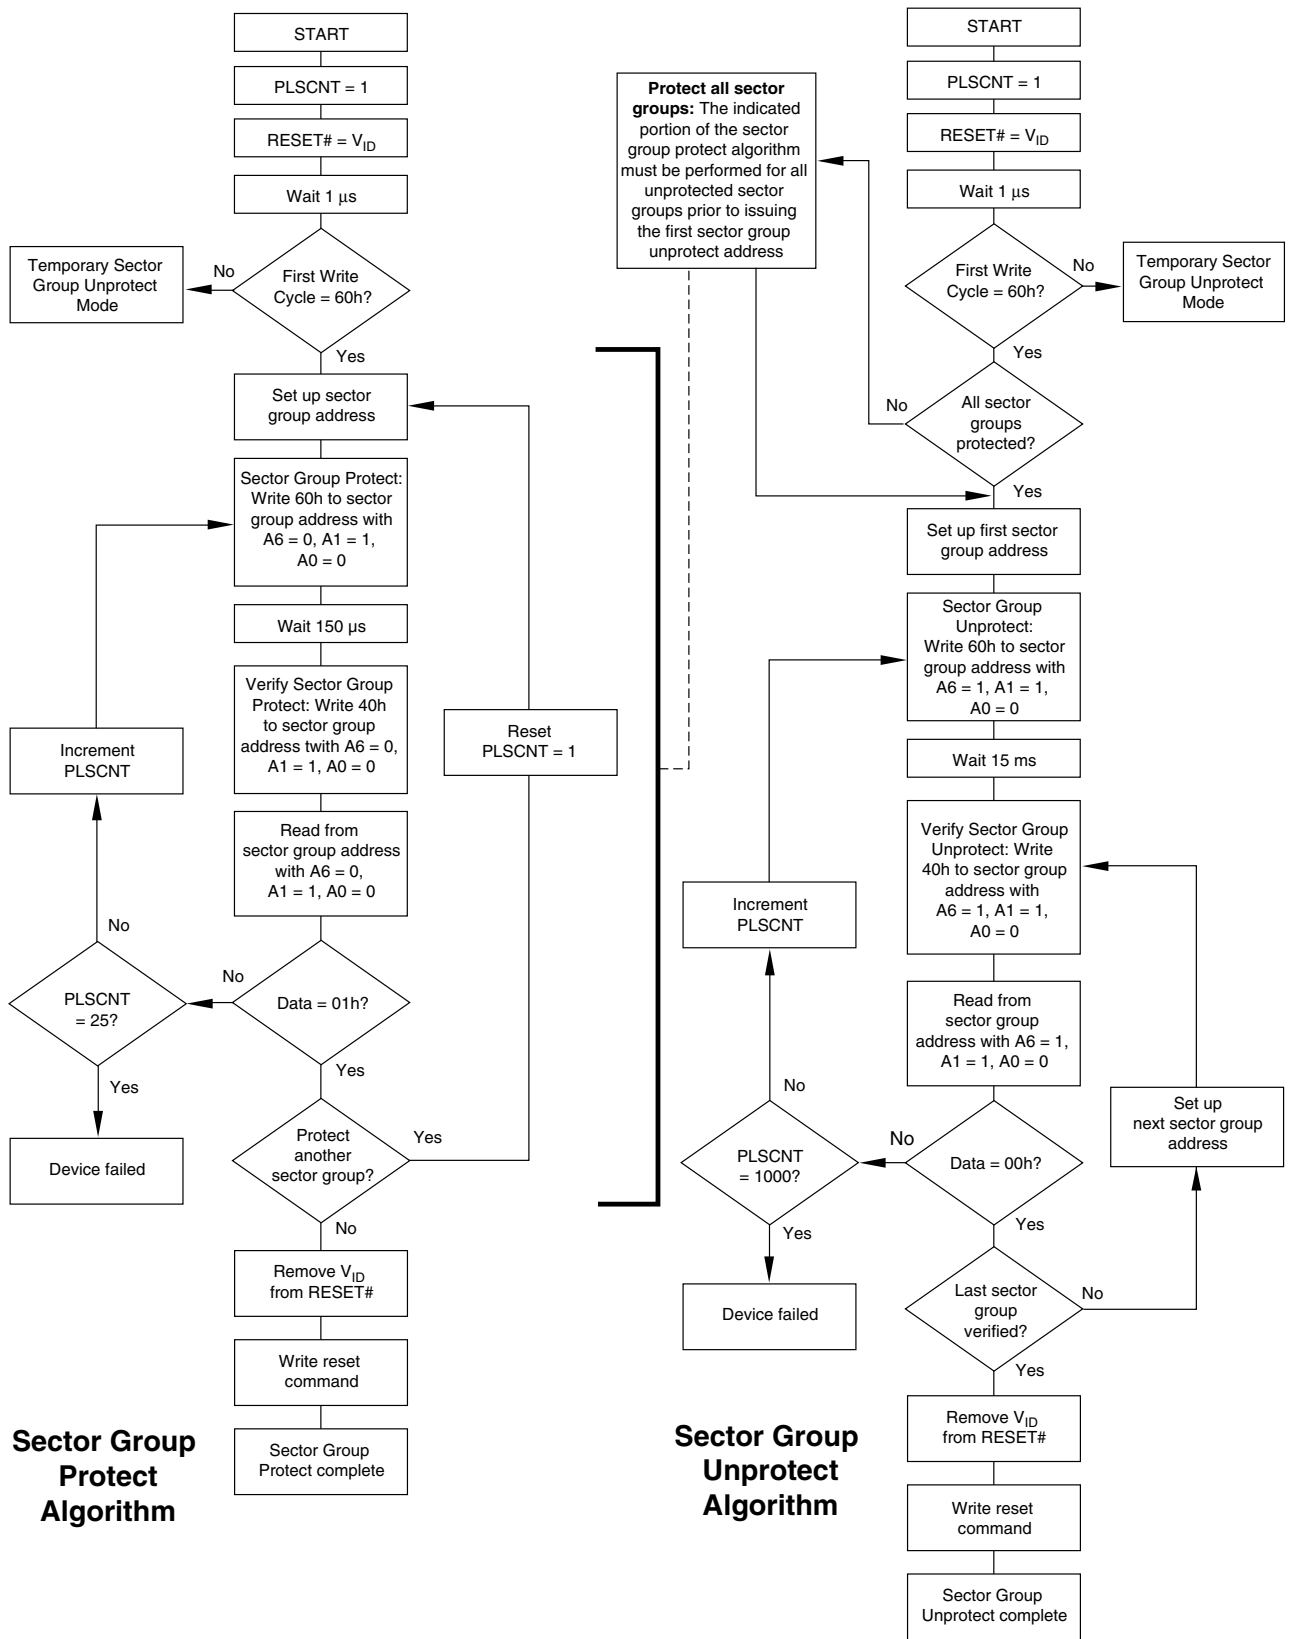 START
PLSCNT = 1
RESET# = VID
Wait 1 μs
First Write
Cycle = 60h?
No
Temporary Sector
Group Unprotect
Mode
Yes
Set up sector
group address
Sector Group Protect:
Write 60h to sector
group address with
A6 = 0, A1 = 1,
A0 = 0
Wait 150 µs
Verify Sector Group
Protect: Write 40h
to sector group
address twith A6 = 0,
A1 = 1, A0 = 0
Read from
sector group address
with A6 = 0,
A1 = 1, A0 = 0
Data = 01h?
No
PLSCNT
= 25?
No
Increment
PLSCNT
Yes
Device failed
Yes
Protect
another
sector group?
Yes
Reset
PLSCNT = 1
No
Remove VID
from RESET#
Write reset
command
Sector Group
Protect complete
Sector Group
Protect
Algorithm
Protect all sector
groups: The indicated
portion of the sector
group protect algorithm
must be performed for all
unprotected sector
groups prior to issuing
the first sector group
unprotect address
START
PLSCNT = 1
RESET# = VID
Wait 1 μs
First Write
Cycle = 60h?
No
Temporary Sector
Group Unprotect
Mode
Yes
All sector
groups
protected?
No
Yes
Set up first sector
group address
Sector Group
Unprotect:
Write 60h to sector
group address with
A6 = 1, A1 = 1,
A0 = 0
Wait 15 ms
Verify Sector Group
Unprotect: Write
40h to sector group
address with
A6 = 1, A1 = 1,
A0 = 0
Read from
sector group
address with A6 = 1,
A1 = 1, A0 = 0
Data = 00h?
No
PLSCNT
= 1000?
No
Increment
PLSCNT
Yes
Device failed
Yes
Last sector
group
verified?
No
Set up
next sector group
address
Yes
Remove VID
from RESET#
Write reset
command
Sector Group
Unprotect complete
Sector Group
Unprotect
Algorithm